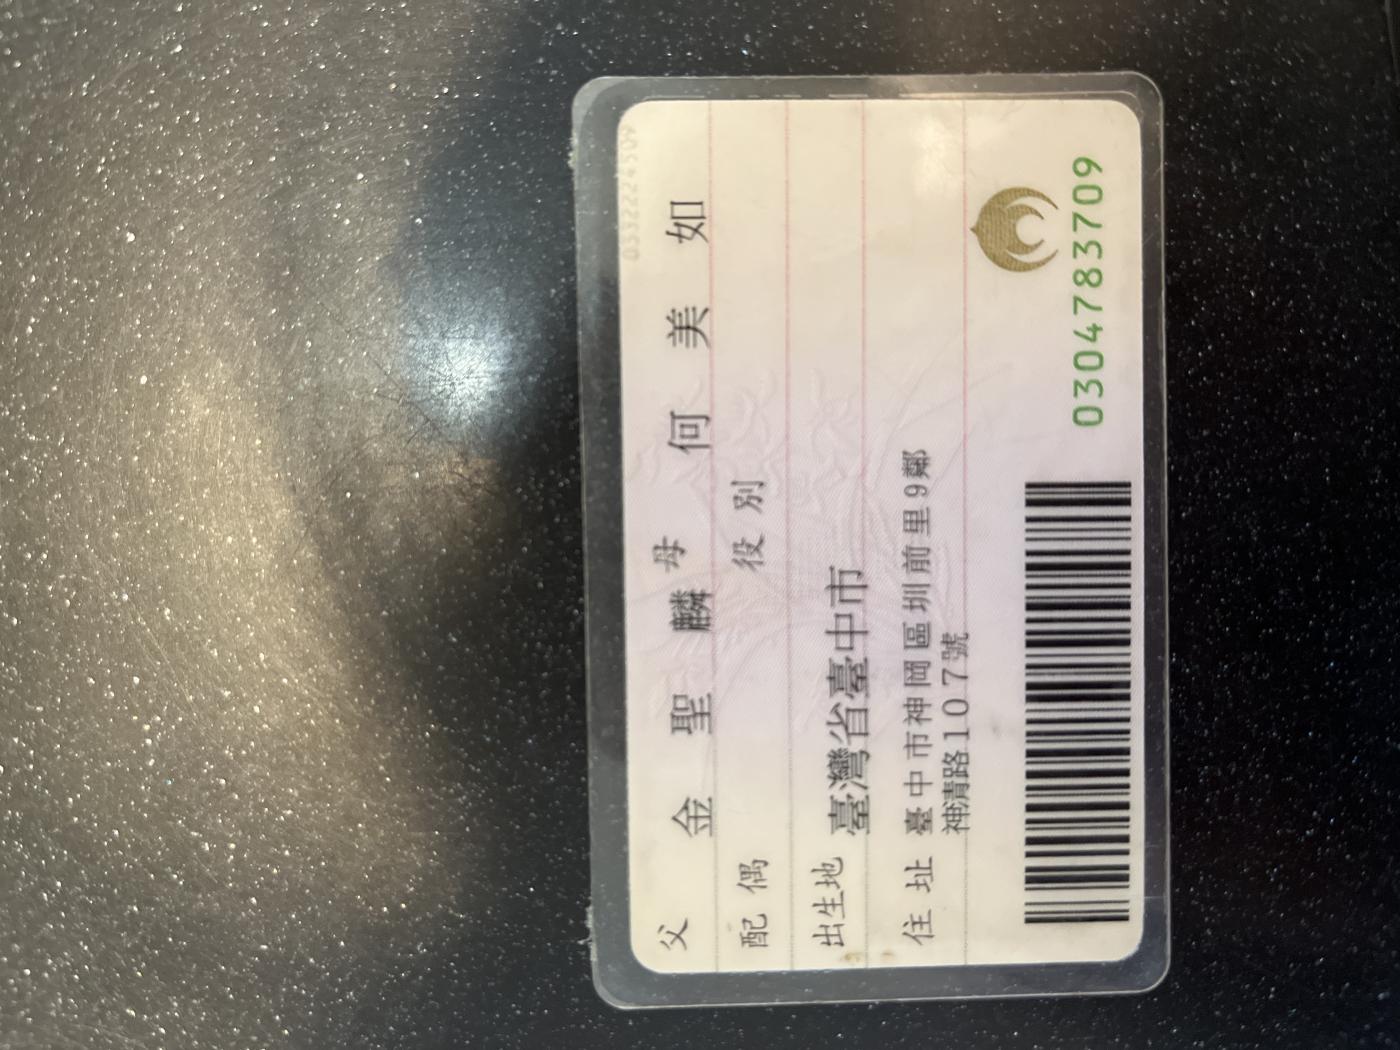 父 金聖麟 母 何美如
配偶 役別
出生地 臺灣省臺中市
住址 臺中市神岡區圳前里9鄰
神清路107號
0304783709